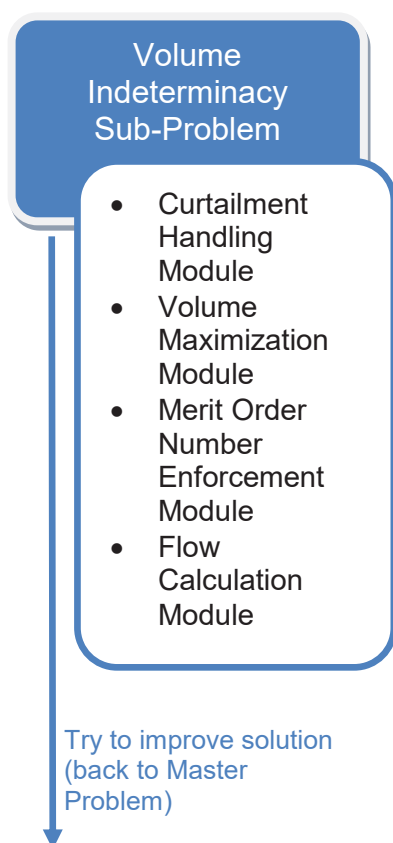 Volume
Indeterminacy
Sub-Problem
• Curtailment
Handling
Module
• Volume
Maximization
Module
• Merit Order
Number
Enforcement
Module
• Flow
Calculation
Module
Try to improve solution
(back to Master
Problem)